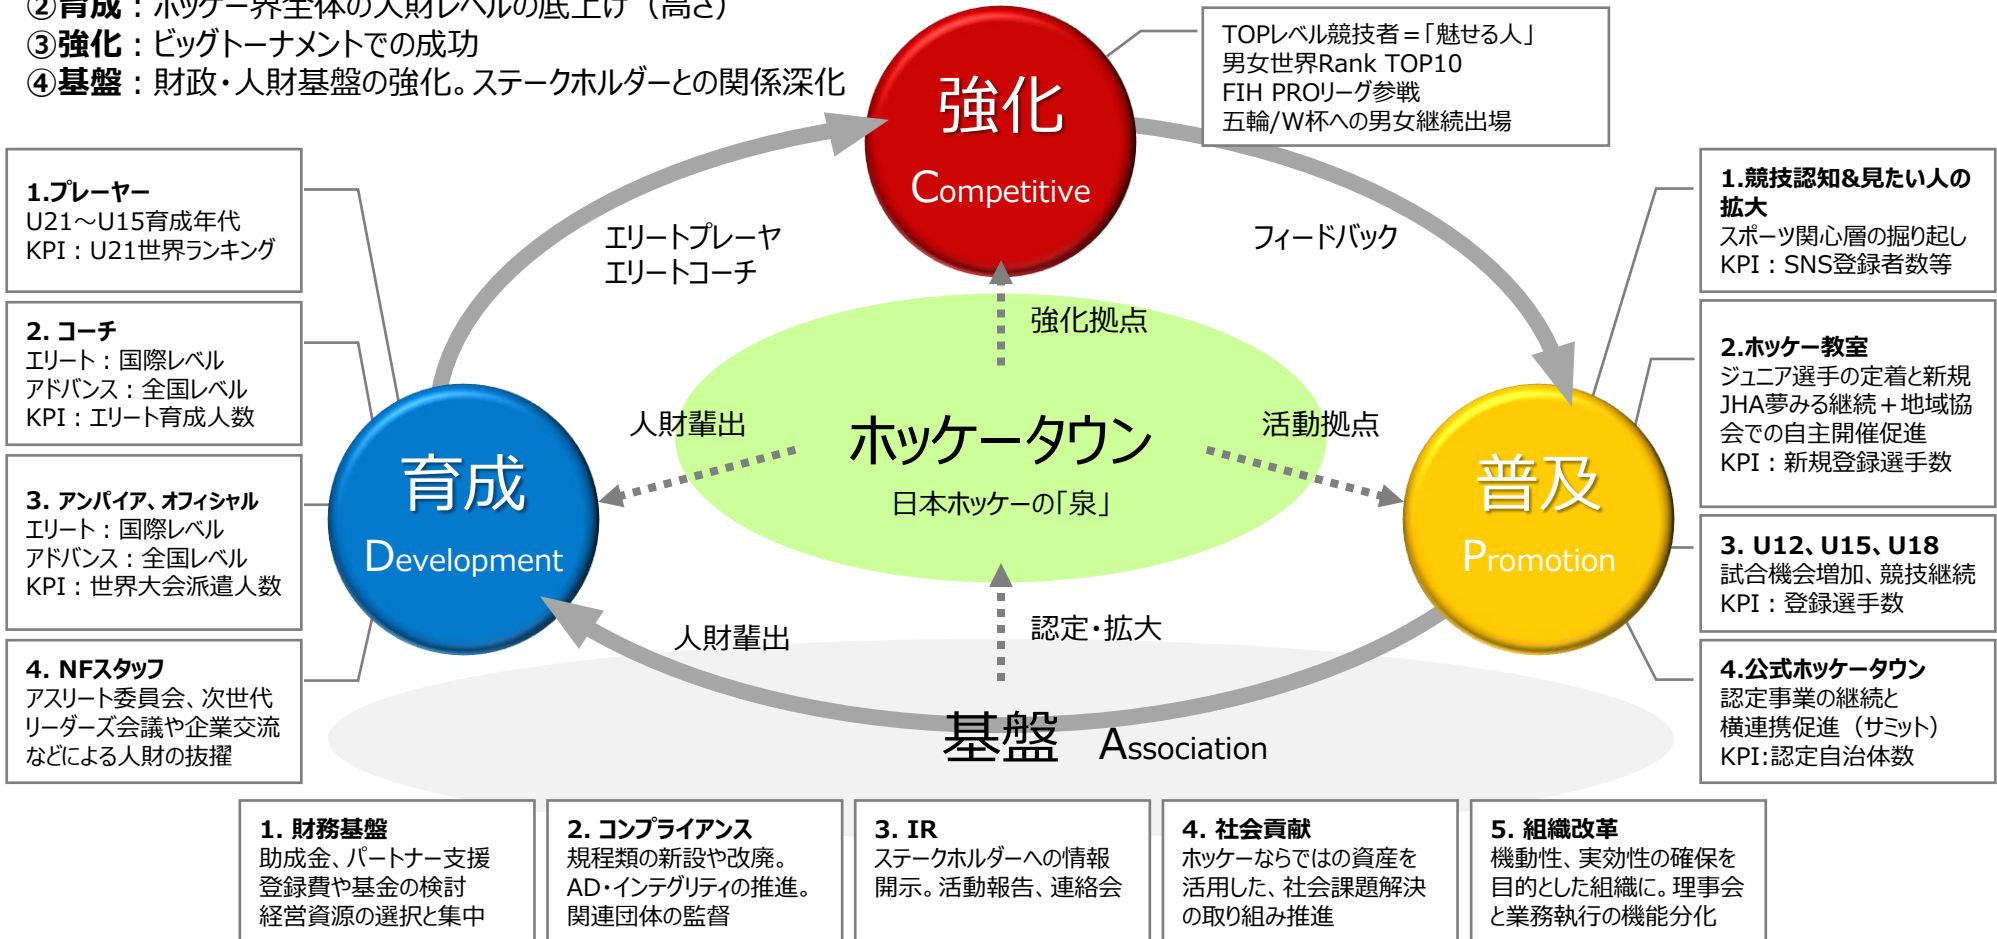 ②育成：ホッケー界全体の人財レベルの底上げ（高さ）
③強化：ビッグトーナメントでの成功
④基盤：財政・人財基盤の強化。ステークホルダーとの関係深化
強化
Competitive
TOPレベル競技者＝「魅せる人」
男女世界Rank TOP10
FIH PROリーグ参戦
五輪/W杯への男女継続出場
1.プレーヤー
U21～U15育成年代
KPI：U21世界ランキング
2. コーチ
エリート：国際レベル
アドバンス：全国レベル
KPI：エリート育成人数
3. アンパイア、オフィシャル
エリート：国際レベル
アドバンス：全国レベル
KPI：世界大会派遣人数
4. NFスタッフ
アスリート委員会、次世代
リーダーズ会議や企業交流
などによる人財の抜擢
エリートプレーヤ
エリートコーチ
フィードバック
強化拠点
人財輩出
ホッケータウン
日本ホッケーの「泉」
活動拠点
育成
Development
普及
Promotion
人財輩出
認定・拡大
基盤 Association
1.競技認知&見たい人の
拡大
スポーツ関心層の掘り起し
KPI：SNS登録者数等
2.ホッケー教室
ジュニア選手の定着と新規
JHA夢みる継続＋地域協
会での自主開催促進
KPI：新規登録選手数
3. U12、U15、U18
試合機会増加、競技継続
KPI：登録選手数
4.公式ホッケータウン
認定事業の継続と
横連携促進（サミット）
KPI:認定自治体数
1. 財務基盤
助成金、パートナー支援
登録費や基金の検討
経営資源の選択と集中
2. コンプライアンス
規程類の新設や改廃。
AD・インテグリティの推進。
関連団体の監督
3. IR
ステークホルダーへの情報
開示。活動報告、連絡会
4. 社会貢献
ホッケーならではの資産を
活用した、社会課題解決
の取り組み推進
5. 組織改革
機動性、実効性の確保を
目的とした組織に。理事会
と業務執行の機能分化